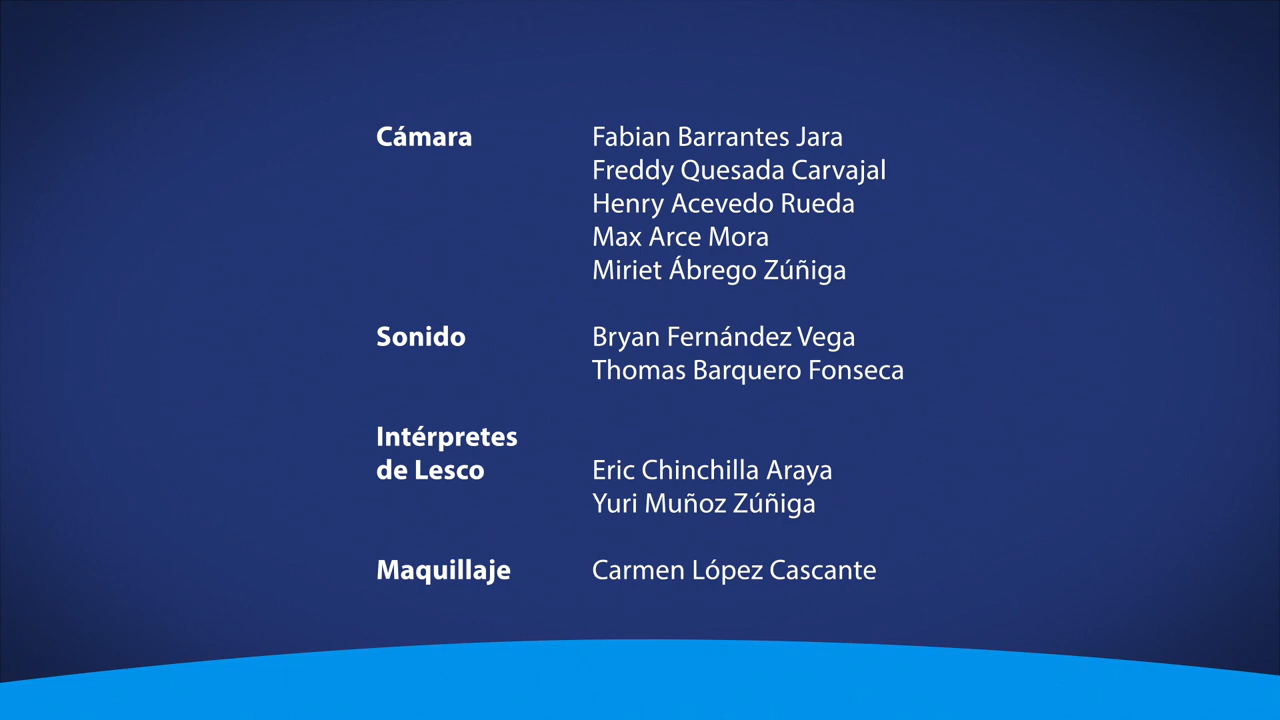 Cámara Fabian Barrantes Jara
Freddy Quesada Carvajal
Henry Acevedo Rueda
Max Arce Mora
Miriet Ábrego Zúñiga
Sonido Bryan Fernández Vega
Thomas Barquero Fonseca
Intérpretes
de Lesco Eric Chinchilla Araya
Yuri Muñoz Zúñiga
Maquillaje Carmen López Cascante